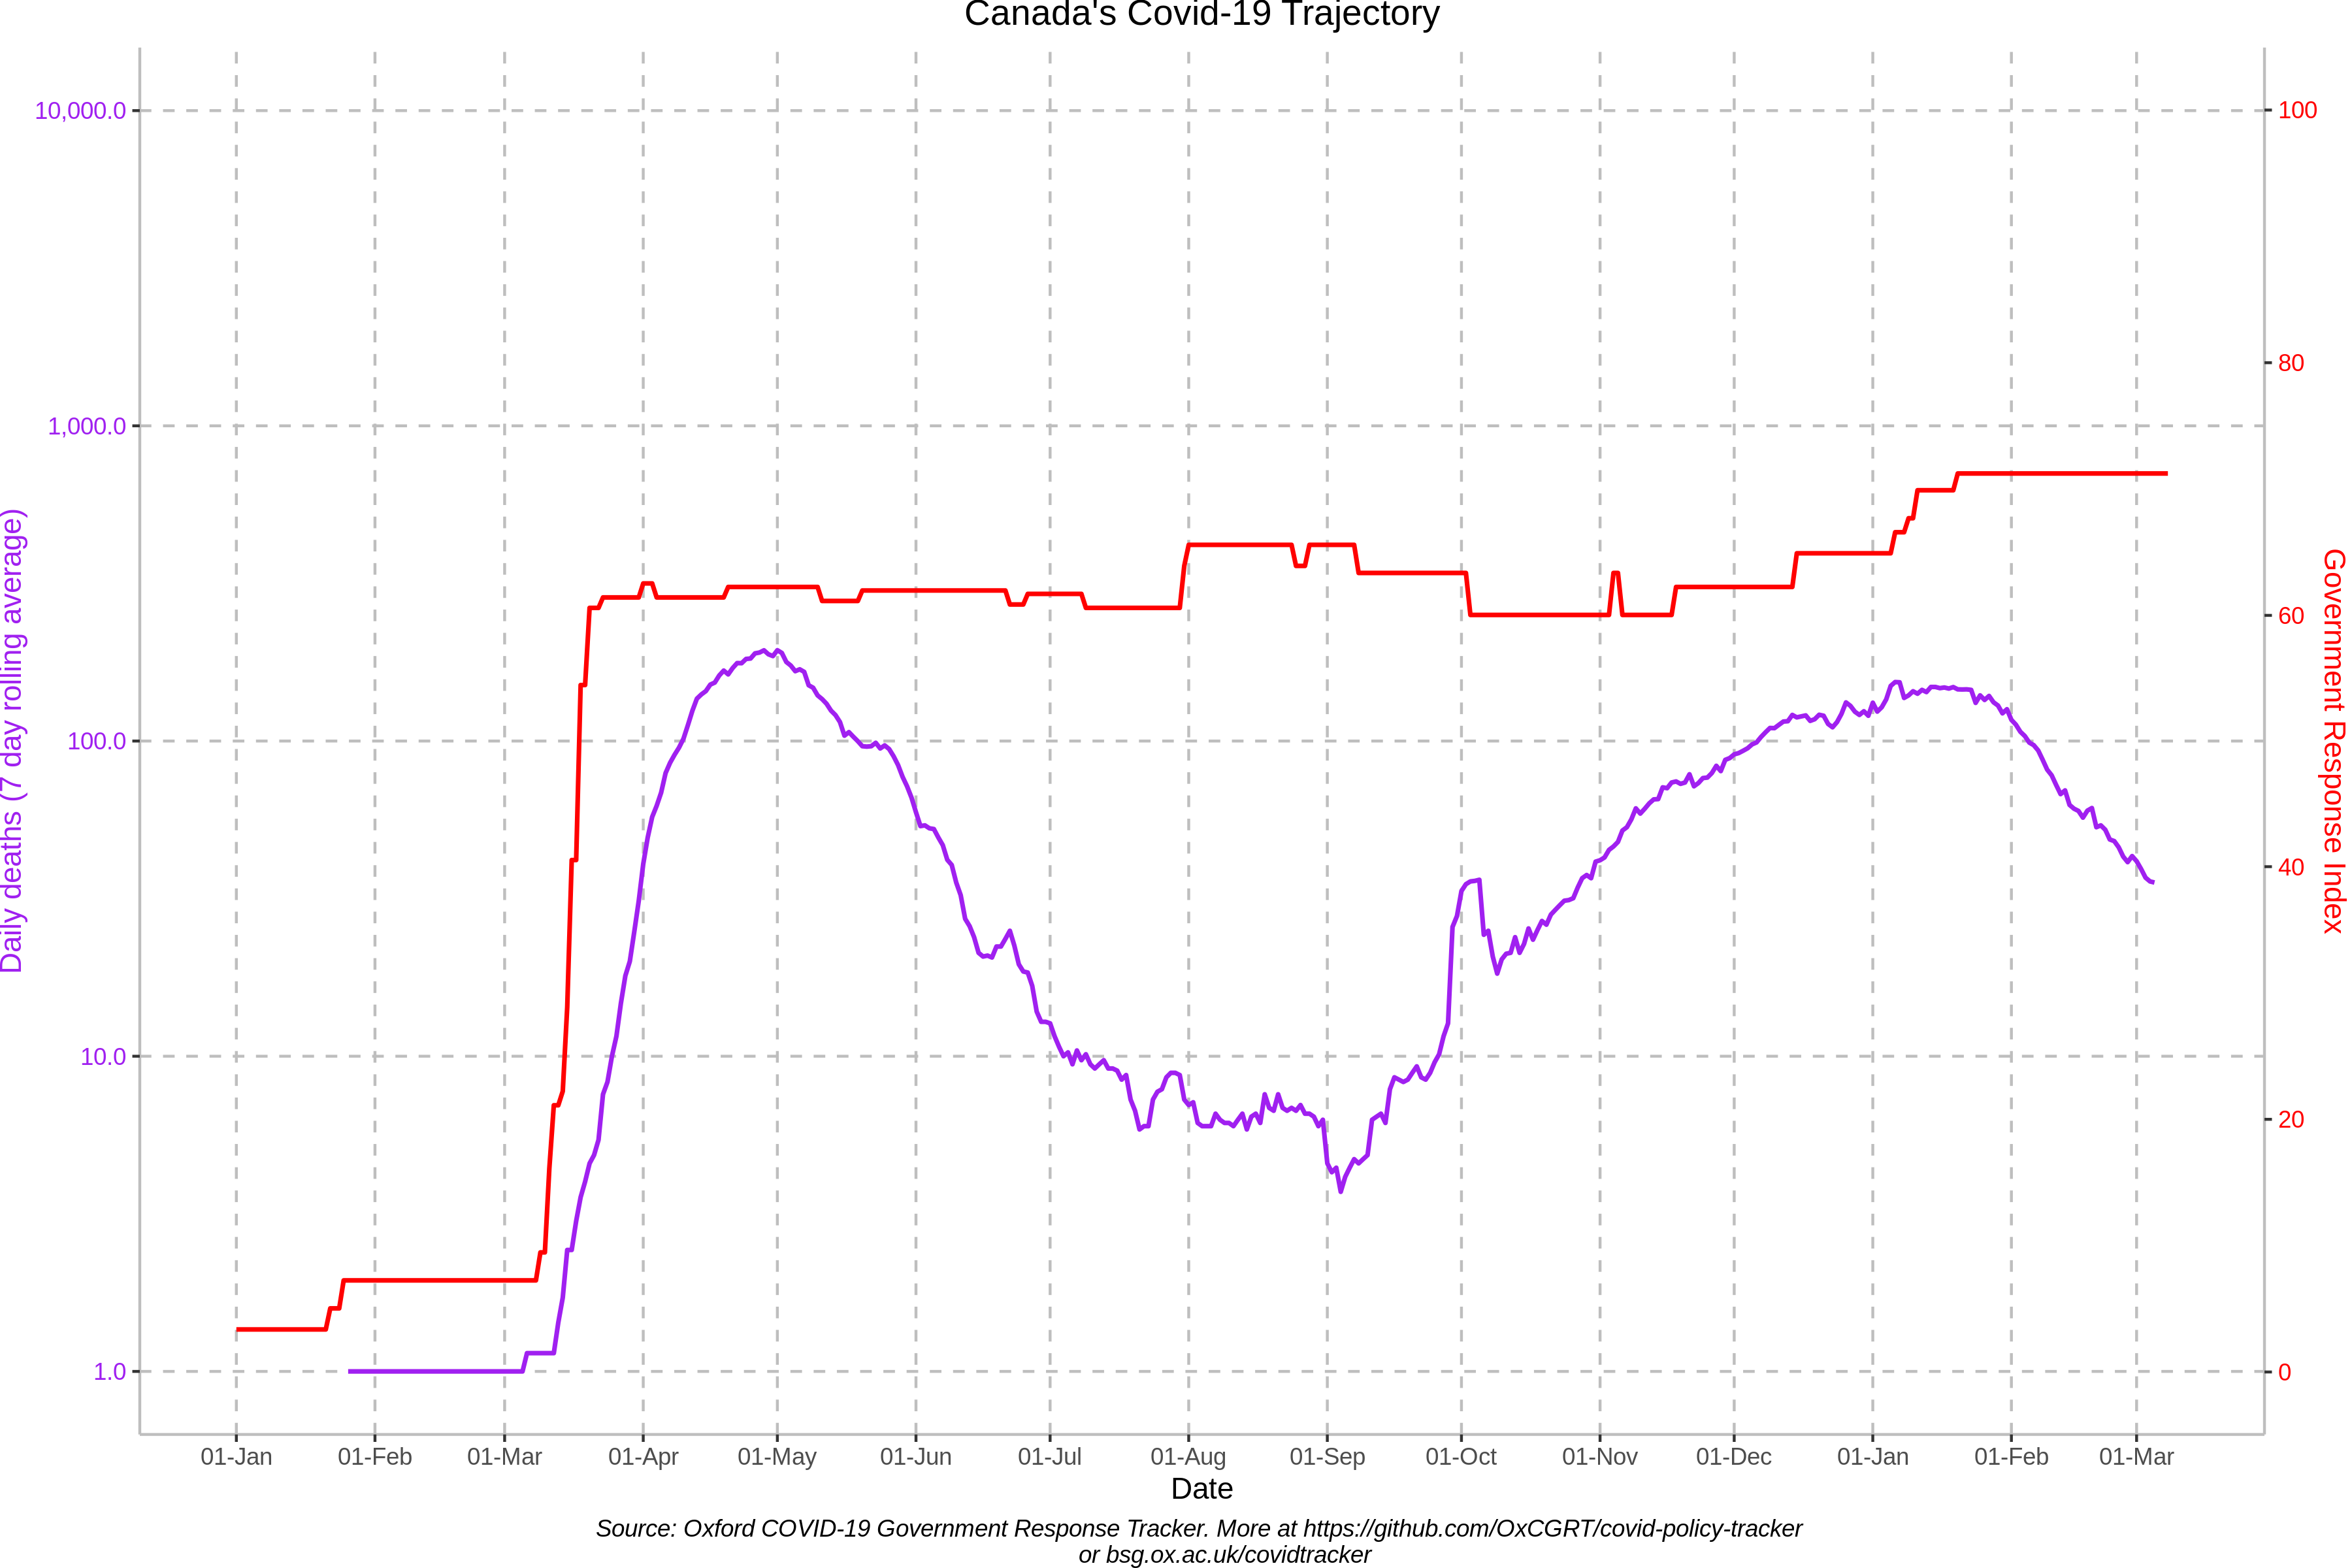 Canada's Covid-19 Trajectory
10,000.0
1,000.0
100.0
10.0
1.0
Daily deaths (7 day rolling average)
100
80
60
40
20
0
Government Response Index
01-Jan 01-Feb 01-Mar 01-Apr 01-May 01-Jun 01-Jul 01-Aug 01-Sep 01-Oct 01-Nov 01-Dec 01-Jan 01-Feb 01-Mar
Date
Source: Oxford COVID-19 Government Response Tracker. More at https://github.com/OxCGRT/covid-policy-tracker
or bsg.ox.ac.uk/covidtracker